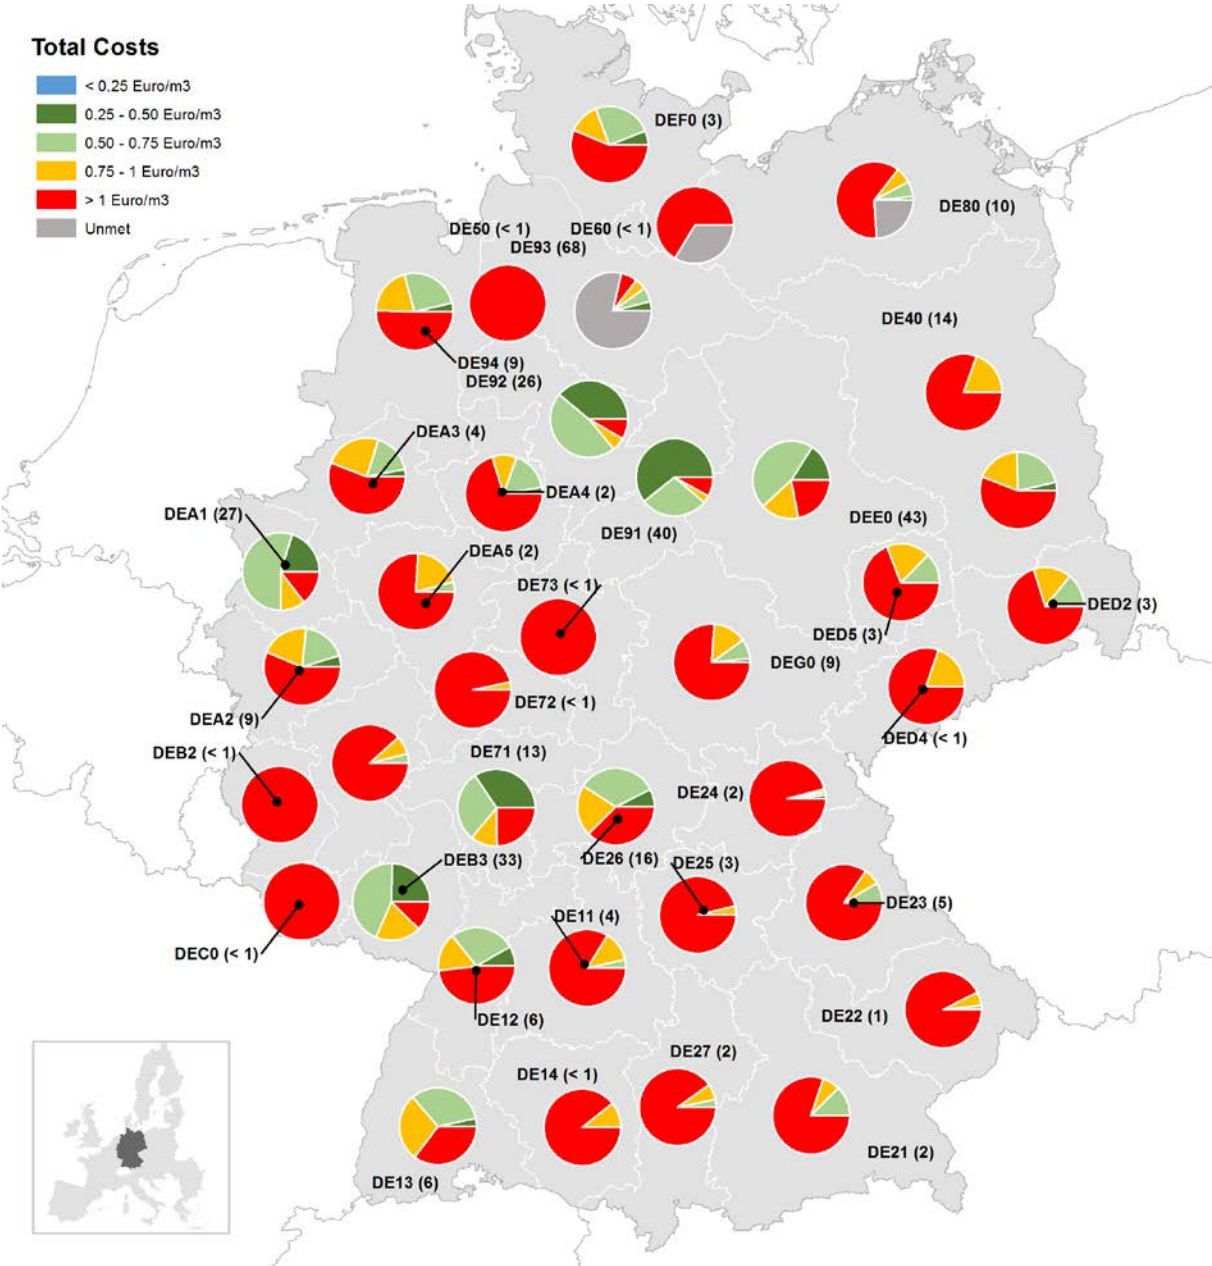 Total Costs
< 0.25 Euro/m3
0.25 - 0.50 Euro/m3
0.50 - 0.75 Euro/m3
0.75 - 1 Euro/m3
> 1 Euro/m3
Unmet
DEF0 (3)
DE80 (10)
DE50 (< 1)
DE60 (< 1)
DE93 (68)
DE40 (14)
DE94 (9)
DE92 (26)
DEA3 (4)
DEA4 (2)
DEA1 (27)
DEE0 (43)
DE91 (40)
DEA5 (2)
DE73 (< 1)
DED2 (3)
DED5 (3)
DEG0 (9)
DE72 (< 1)
DEA2 (9)
DED4 (< 1)
DEB2 (< 1)
DE71 (13)
DE24 (2)
DEB3 (33)
DE26 (16)
DE25 (3)
DE23 (5)
DE11 (4)
DEC0 (< 1)
DE12 (6)
DE22 (1)
DE27 (2)
DE14 (< 1)
DE21 (2)
DE13 (6)